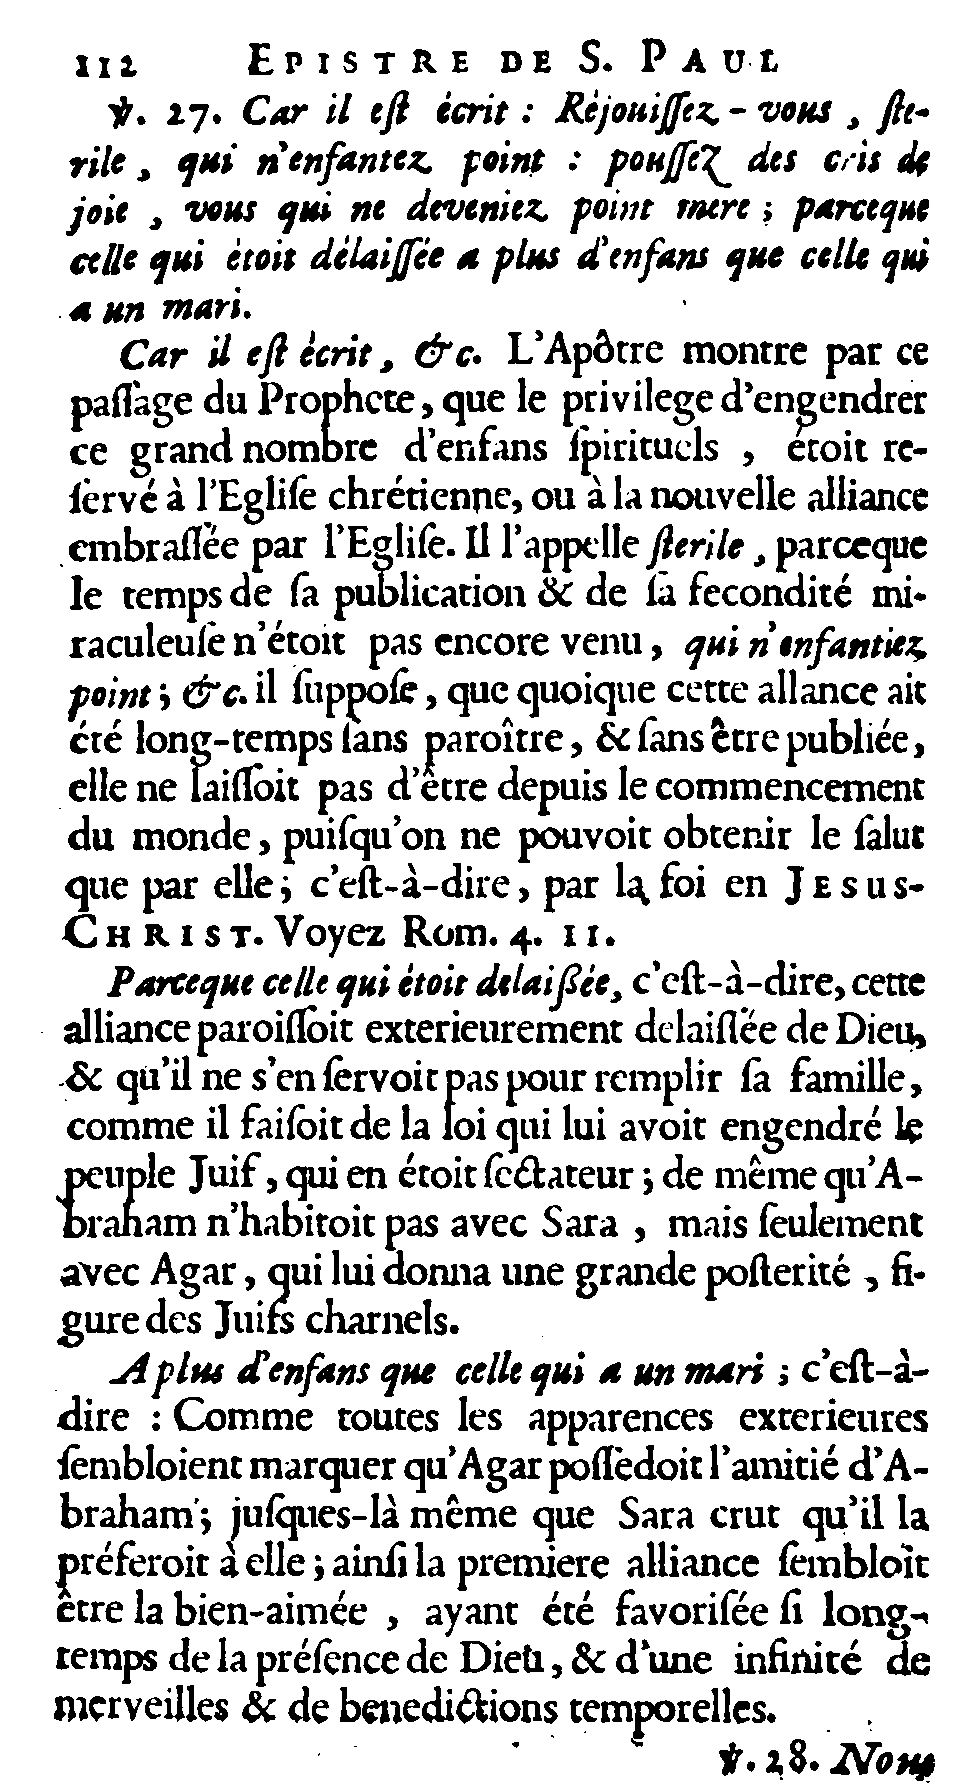 112 EPISTRE DE S. PAUL
℣. 27. Car il eſt écrit : Réjouiſſez-vous, ſte-
rile, qui n'enfantez point : pouſſez des cris de
joie, vous qui ne deveniez point mere ; parceque
celle qui étoit délaiſſée a plus d'enfans que celle qui
a un mari.
Car il eſt écrit, &c. L'Apôtre montre par ce
paſſage du Prophete, que le privilege d'engendrer
ce grand nombre d'enfans ſpirituels, étoit re-
ſervé à l'Egliſe chrétienne, ou à la nouvelle alliance
embraſſée par l'Egliſe. Il l'appelle ſterile, parceque
le temps de ſa publication & de ſa fecondité mi-
raculeuſe n'étoit pas encore venu, qui n'enfantiez
point ; &c. il ſuppoſe, que quoique cette allance ait
été long-temps ſans paroître, & ſans être publiée,
elle ne laiſſoit pas d'être depuis le commencement
du monde, puiſqu'on ne pouvoit obtenir le ſalut
que par elle ; c'eſt-à-dire, par la foi en JESUS-
CHRIST. Voyez Rom. 4. 11.
Parceque celle qui étoit delaißée, c'eſt-à-dire, cette
alliance paroiſſoit exterieurement delaiſſée de Dieu,
& qu'il ne s'en ſervoit pas pour remplir ſa famille,
comme il faiſoit de la loi qui lui avoit engendré le
peuple Juif, qui en étoit ſectateur ; de même qu'A-
braham n'habitoit pas avec Sara, mais ſeulement
avec Agar, qui lui donna une grande poſterité, fi-
gure des Juifs charnels.
A plus d'enfans que celle qui a un mari ; c'eſt-à-
dire : Comme toutes les apparences exterieures
ſembloient marquer qu'Agar poſſedoit l'amitié d'A-
braham ; juſques-là même que Sara crut qu'il la
préferoit à elle ; ainſi la premiere alliance ſembloit
être la bien-aimée, ayant été favoriſée ſi long-
temps de la préſence de Dieu, & d'une infinité de
merveilles & de benedictions temporelles.
℣. 28. Nous